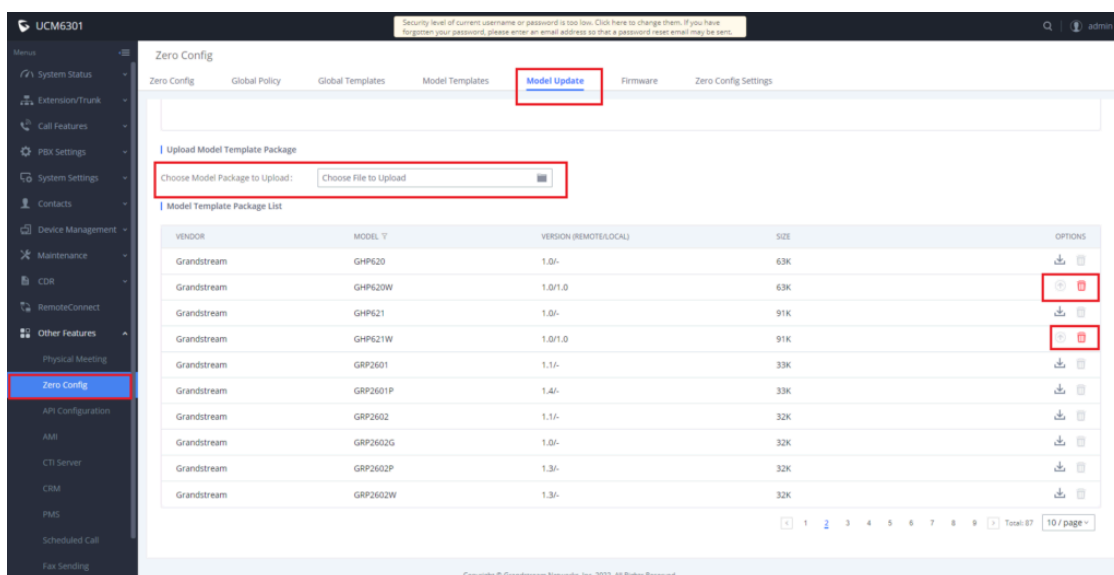 UCM6301
Security level of current username or password is too low. Click here to change them. If you have
forgotten your password, please enter an email address so that a password reset email may be sent.
admin
Menus
System Status
Extension/Trunk
Call Features
PBX Settings
System Settings
Contacts
Device Management
Maintenance
CDR
RemoteConnect
Other Features
Physical Meeting
Zero Config
API Configuration
AMI
CTI Server
CRM
PMS
Scheduled Call
Fax Sending
Zero Config
Zero Config Global Policy Global Templates Model Templates Model Update Firmware Zero Config Settings
Upload Model Template Package
Choose Model Package to Upload: Choose File to Upload
Model Template Package List
VENDOR MODEL VERSION (REMOTE/LOCAL) SIZE OPTIONS
Grandstream GHP620 1.0/- 63K
Grandstream GHP620W 1.0/1.0 63K
Grandstream GHP621 1.0/- 91K
Grandstream GHP621W 1.0/1.0 91K
Grandstream GRP2601 1.1/- 33K
Grandstream GRP2601P 1.4/- 33K
Grandstream GRP2602 1.1/- 32K
Grandstream GRP2602G 1.0/- 32K
Grandstream GRP2602P 1.3/- 32K
Grandstream GRP2602W 1.3/- 32K
< 1 2 3 4 5 6 7 8 9 > Total: 87 10 / page
Copyright © Grandstream Networks, Inc. 2022. All Rights Reserved.